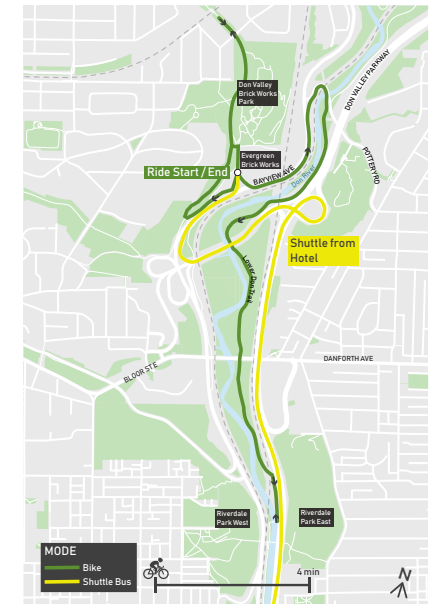 Don Valley
Brick Works
Park
DON VALLEY PARKWAY
Evergreen
Brick Works
POTTERY RD
Ride Start / End
BAYVIEW AVE
Don River
Shuttle from
Hotel
Lower Don Trail
DANFORTH AVE
BLOOR ST E
Riverdale
Park West
Riverdale
Park East
MODE
Bike
Shuttle Bus
4 min
N